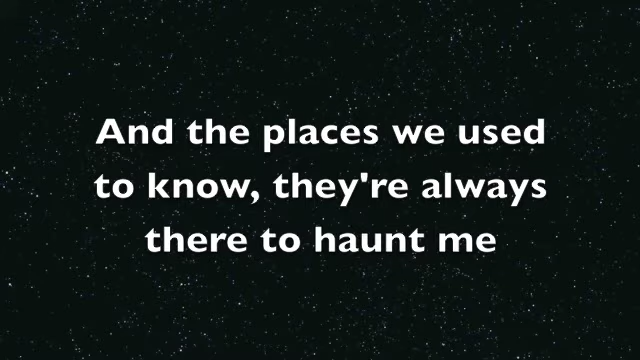 And the places we used
to know, they're always
there to haunt me